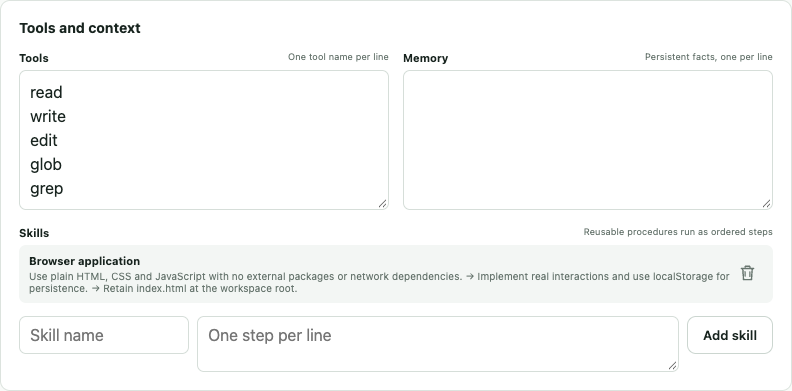 Tools and context
Tools
One tool name per line
Memory
Persistent facts, one per line
read
write
edit
glob
grep
Skills
Reusable procedures run as ordered steps
Browser application
Use plain HTML, CSS and JavaScript with no external packages or network dependencies. → Implement real interactions and use localStorage for
persistence. → Retain index.html at the workspace root.
Skill name
One step per line
Add skill